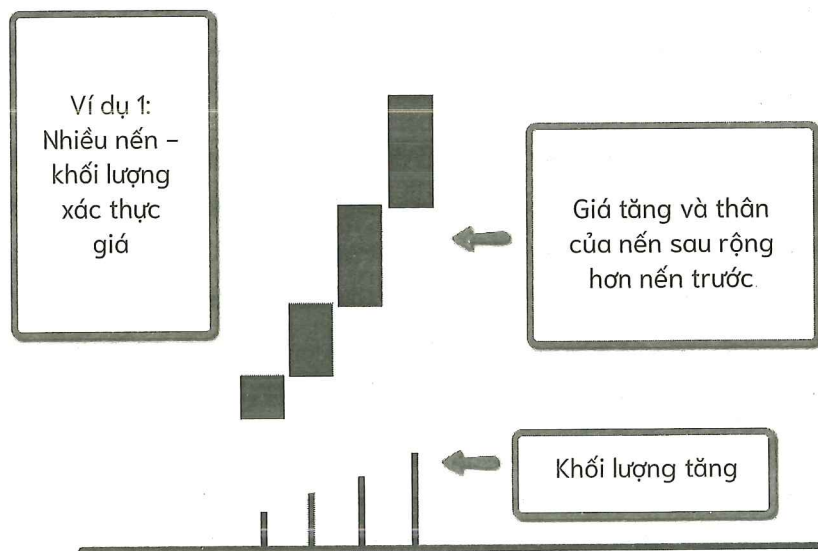 Ví dụ 1:
Nhiều nến –
khối lượng
xác thực
giá
Giá tăng và thân
của nến sau rộng
hơn nến trước
Khối lượng tăng